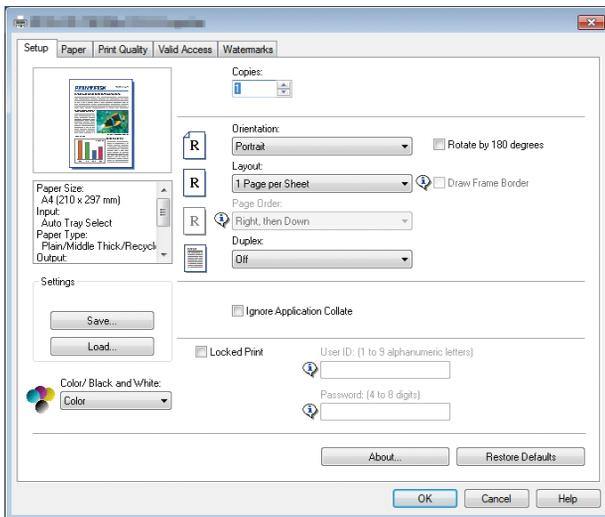 Setup
Paper
Print Quality
Valid Access
Watermarks
Copies:
1
Orientation:
Portrait
Rotate by 180 degrees
Layout:
1 Page per Sheet
Draw Frame Border
Page Order:
Right, then Down
Duplex:
Off
R
R
R
Paper Size:
A4 (210 x 297 mm)
Input:
Auto Tray Select
Paper Type:
Plain/Middle Thick/Recycl
Output:
Settings
Save...
Load...
Color/ Black and White:
Color
Ignore Application Collate
Locked Print
User ID: (1 to 9 alphanumeric letters)
Password: (4 to 8 digits)
About...
Restore Defaults
OK
Cancel
Help